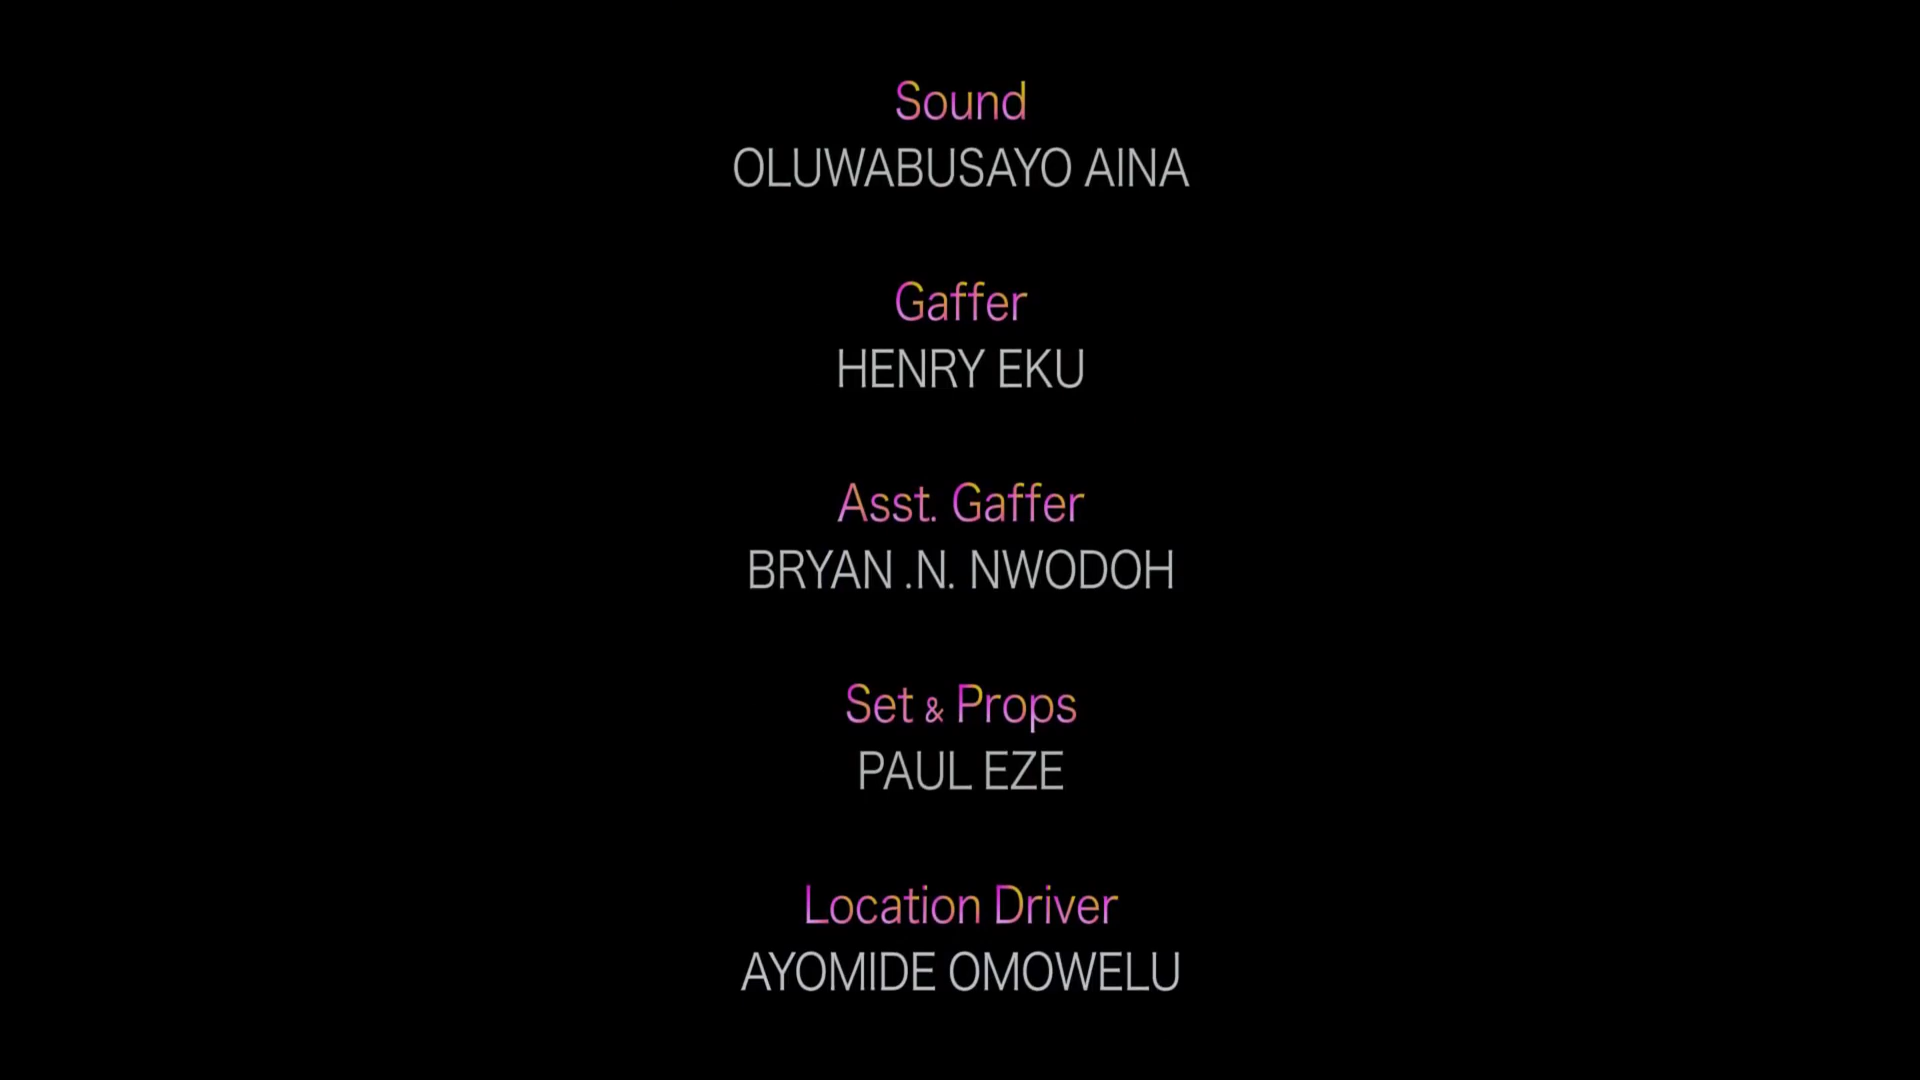 Sound
OLUWABUSAYO AINA
Gaffer
HENRY EKU
Asst. Gaffer
BRYAN .N. NWODOH
Set & Props
PAUL EZE
Location Driver
AYOMIDE OMOWELU